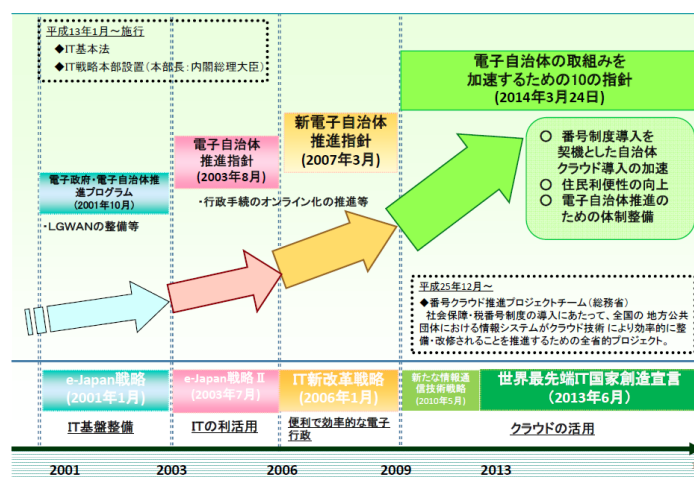 平成13年1月～施行
◆IT基本法
◆IT戦略本部設置（本部長：内閣総理大臣）
電子自治体の取組みを
加速するための10の指針
(2014年3月24日)
新電子自治体
推進指針
(2007年3月)
電子自治体
推進指針
(2003年8月)
電子政府・電子自治体推
進プログラム
(2001年10月)
・LGWANの整備等
・行政手続のオンライン化の推進等
○ 番号制度導入を
契機とした自治体
クラウド導入の加速
○ 住民利便性の向上
○ 電子自治体推進の
ための体制整備
平成25年12月～
◆番号クラウド推進プロジェクトチーム（総務省）
社会保障・税番号制度の導入にあたって、全国の 地方公共
団体における情報システムがクラウド技術 により効率的に整
備・改修されることを推進するための全省的プロジェクト。
e-Japan戦略
(2001年1月)
e-Japan戦略Ⅱ
(2003年7月)
IT新改革戦略
(2006年1月)
新たな情報通
信技術戦略
(2010年5月)
世界最先端IT国家創造宣言
(2013年6月)
IT基盤整備
ITの利活用
便利で効率的な電子
行政
クラウドの活用
2001
2003
2006
2009
2013